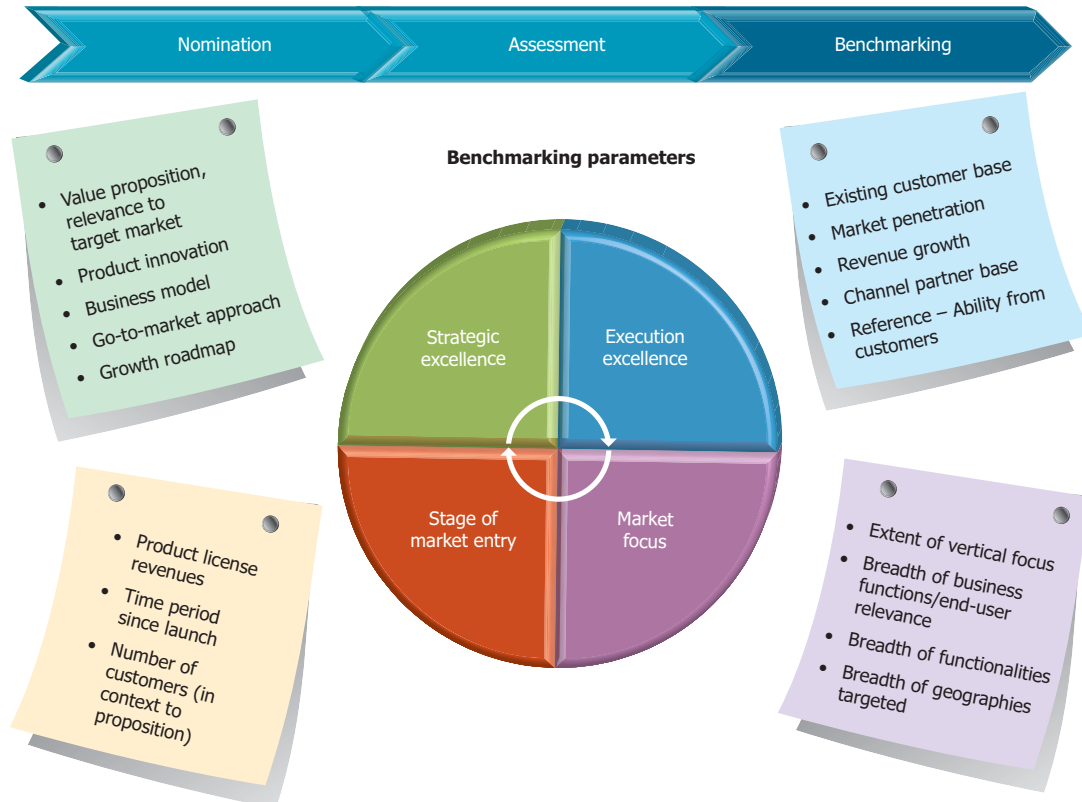 Nomination
Assessment
Benchmarking
Benchmarking parameters
• Value proposition,
relevance to
target market
• Product innovation
• Business model
• Go-to-market approach
• Growth roadmap
• Existing customer base
• Market penetration
• Revenue growth
• Channel partner base
• Reference – Ability from
customers
Strategic
excellence
Execution
excellence
Stage of
market entry
Market
focus
• Product license
revenues
• Time period
since launch
• Number of
customers (in
context to
proposition)
• Extent of vertical focus
• Breadth of business
functions/end-user
relevance
• Breadth of functionalities
• Breadth of geographies
targeted